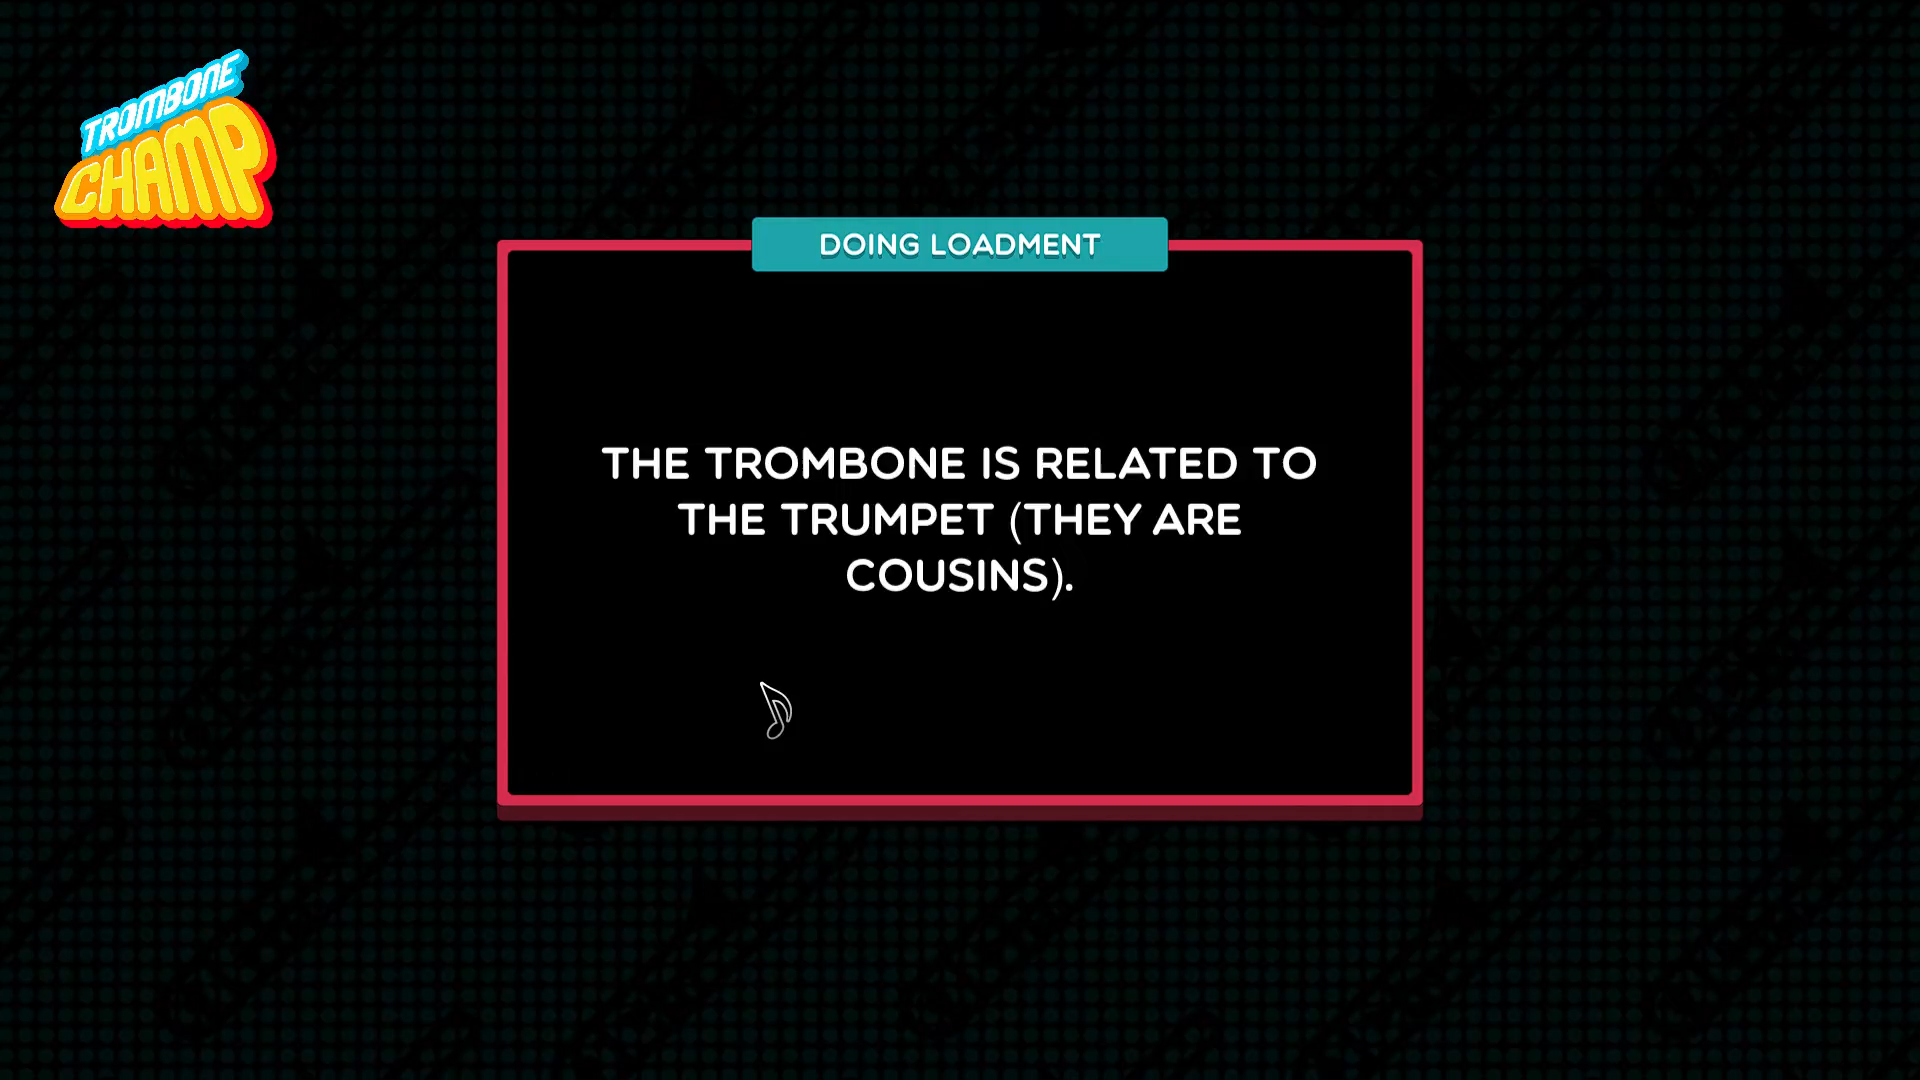 TROMBONE
CHAMP
DOING LOADMENT
THE TROMBONE IS RELATED TO
THE TRUMPET (THEY ARE
COUSINS).